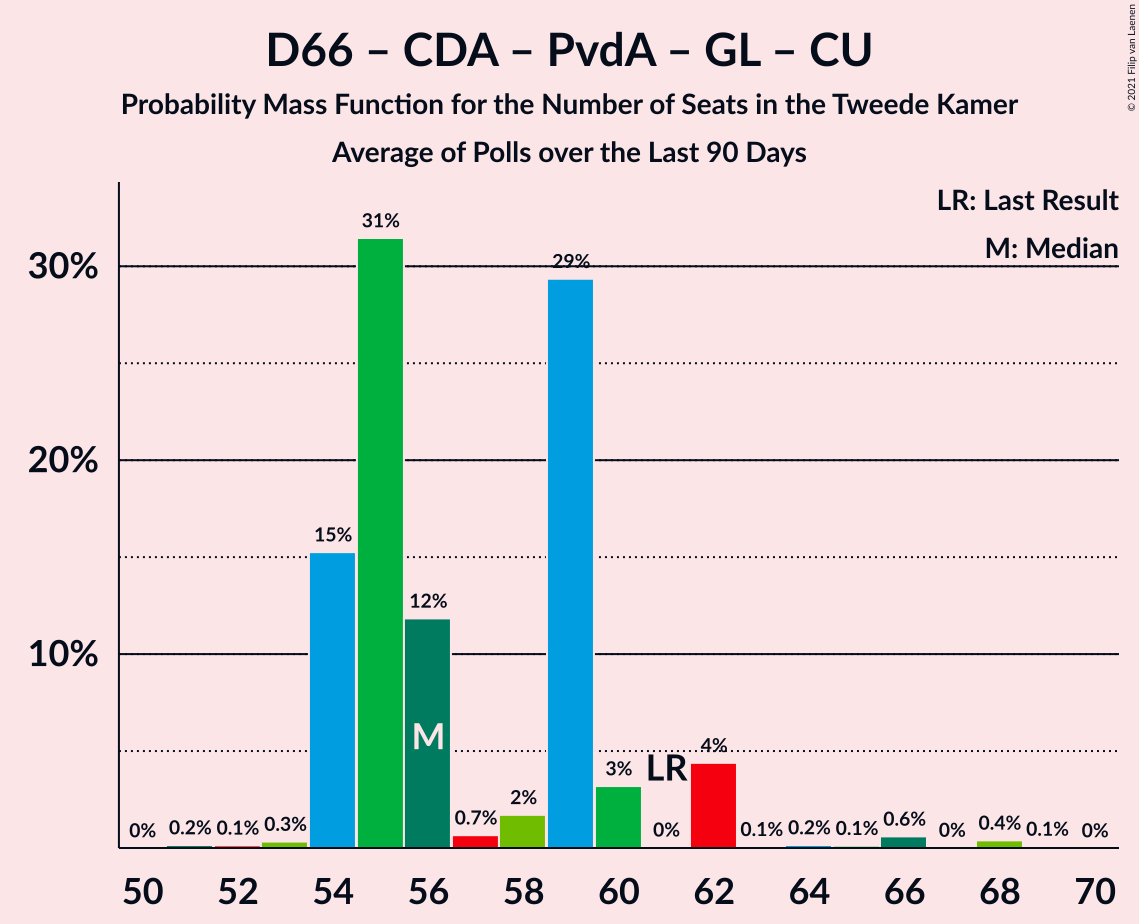 D66 – CDA – PvdA – GL – CU
Probability Mass Function for the Number of Seats in the Tweede Kamer
Average of Polls over the Last 90 Days
© 2021 Filip van Laenen
LR: Last Result
M: Median
30%
20%
10%
0%
0.2%
0.1%
0.3%
15%
31%
12%
0.7%
2%
29%
3%
0%
4%
0.1%
0.2%
0.1%
0.6%
0%
0.4%
0.1%
0%
M
LR
50 52 54 56 58 60 62 64 66 68 70